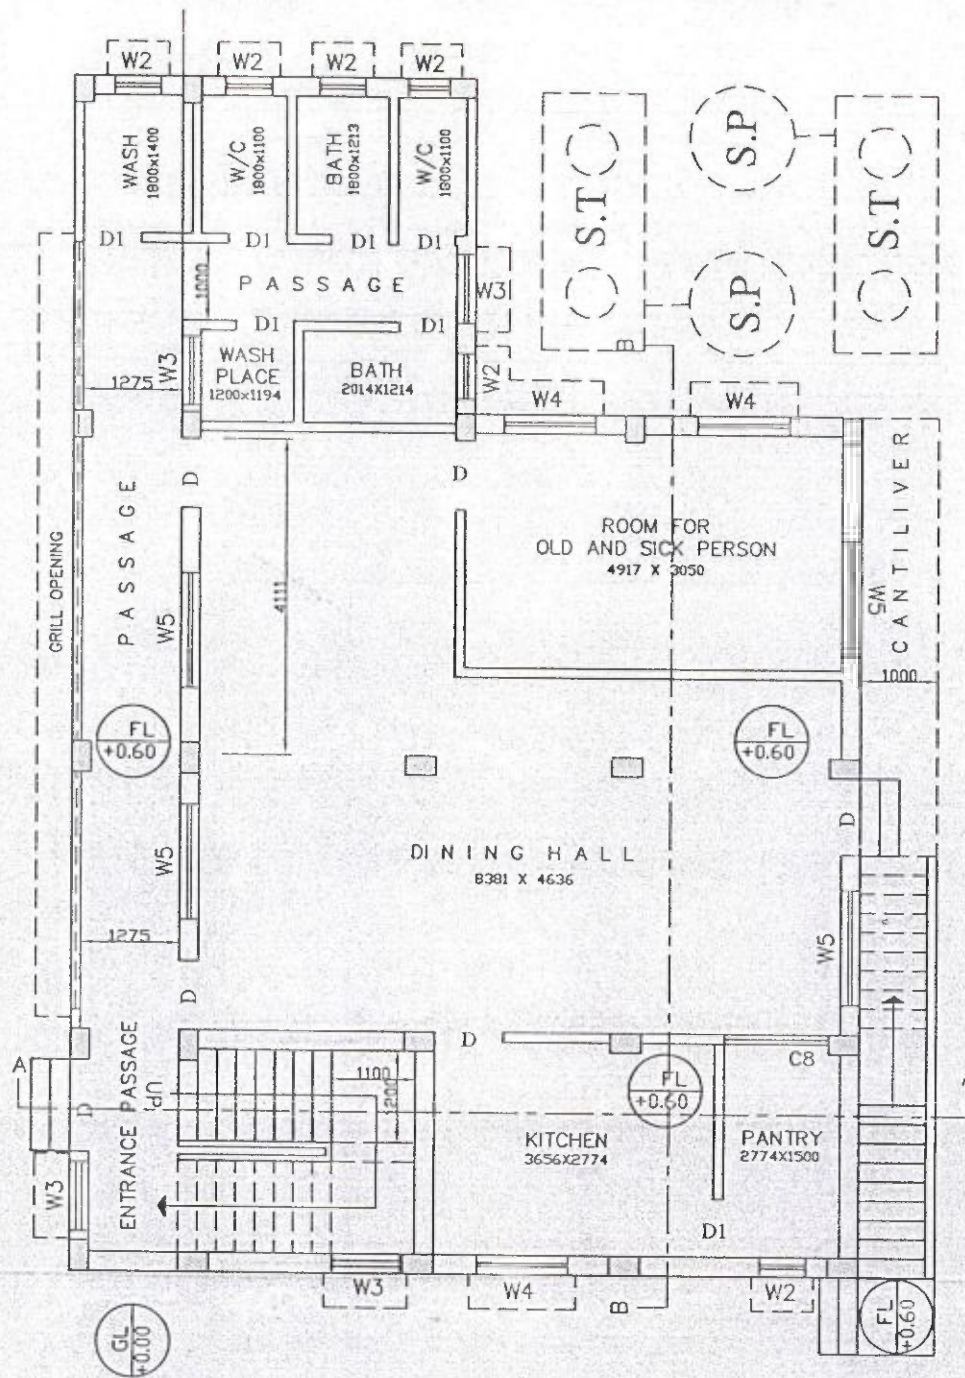 W2
W2
W2
W2
WASH
1800x1400
W/C
1800x1100
BATH
1800x1213
W/C
1800x1100
S.T
S.P
S.T
S.P
D1
D1
D1
D1
1000
PASSAGE
W3
D1
D1
W3
WASH
PLACE
1200x1194
BATH
2014X1214
W2
B
1275
W4
W4
D
D
PASSAGE
GRILL OPENING
ROOM FOR
OLD AND SICK PERSON
4917 X 3050
CANTILIVER
4111
W5
W5
1000
FL
+0.60
FL
+0.60
DINING HALL
8381 X 4636
D
W5
W5
1275
D
D
C8
A
D
ENTRANCE PASSAGE
UP
1100
1200
FL
+0.60
KITCHEN
3656X2774
PANTRY
2774X1500
W3
D1
W3
W4
B
W2
GL
+0.00
FL
+0.60